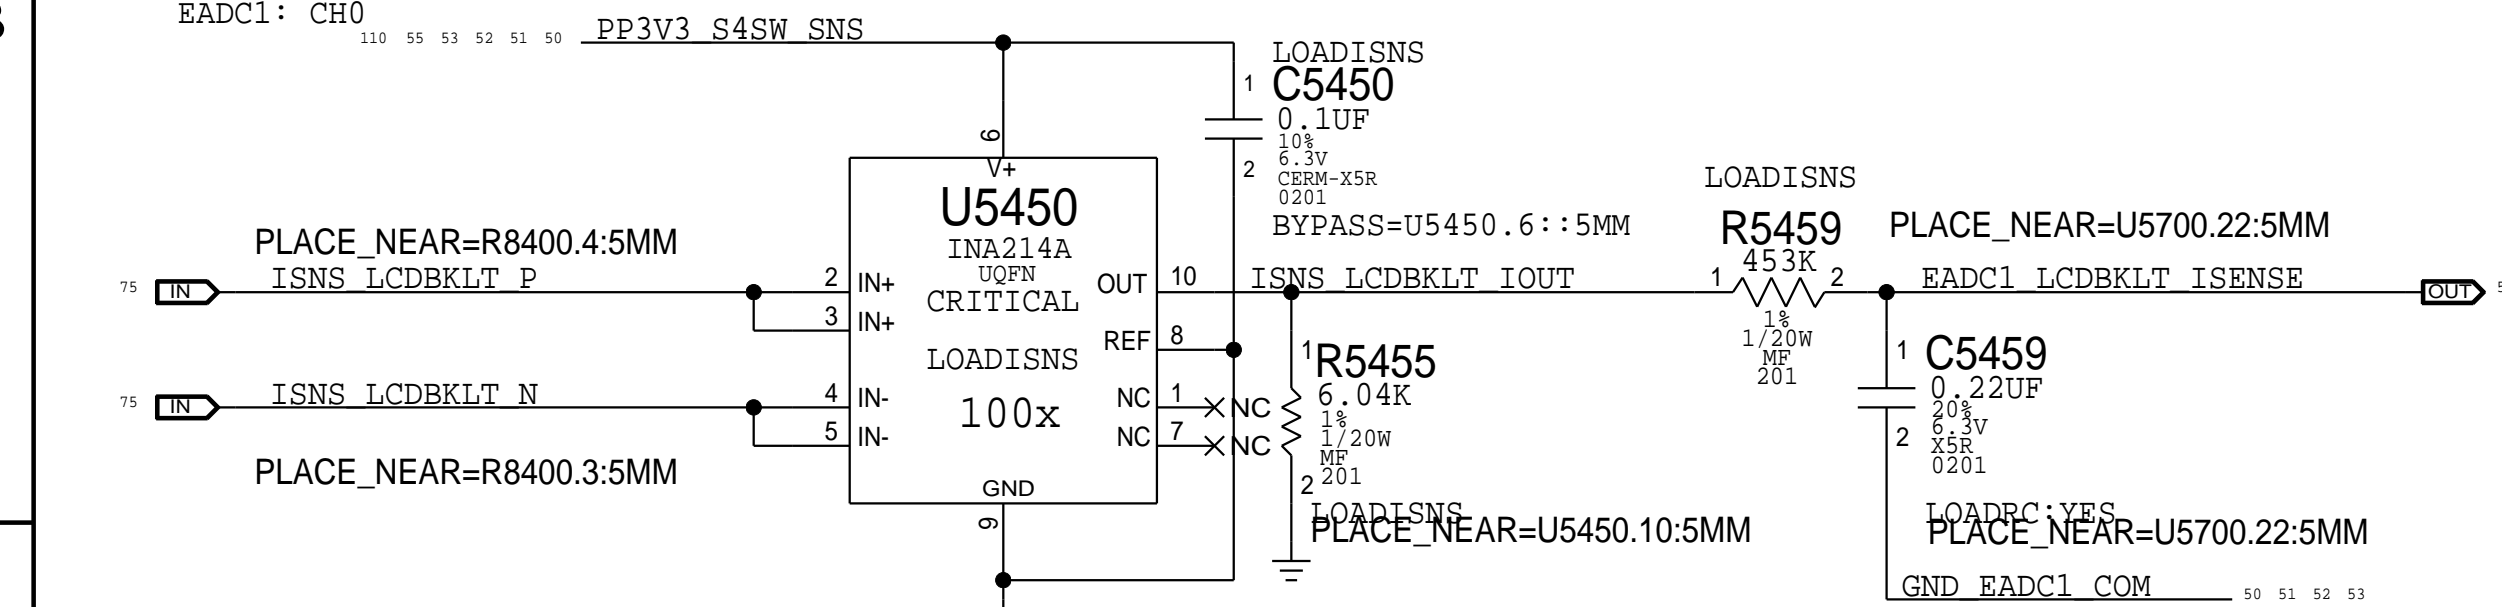 EADC1: CH0
110 55 53 52 51 50
PP3V3_S4SW_SNS
LOADISNS
1
C5450
0.1UF
10%
6.3V
2
CERM-X5R
0201
BYPASS=U5450.6::5MM
6
V+
U5450
INA214A
UQFN
CRITICAL
LOADISNS
100x
GND
9
PLACE_NEAR=R8400.4:5MM
75
IN
ISNS_LCDBKLT_P
2
IN+
3
IN+
75
IN
ISNS_LCDBKLT_N
4
IN-
5
IN-
PLACE_NEAR=R8400.3:5MM
OUT
10
ISNS_LCDBKLT_IOUT
REF
8
NC
1
NC
NC
7
NC
1
R5455
6.04K
1%
1/20W
MF
201
2
LOADISNS
PLACE_NEAR=U5450.10:5MM
LOADISNS
R5459
453K
1
2
1%
1/20W
MF
201
PLACE_NEAR=U5700.22:5MM
EADC1_LCDBKLT_ISENSE
OUT
1
C5459
0.22UF
20%
6.3V
X5R
0201
2
LOADRC:YES
PLACE_NEAR=U5700.22:5MM
GND_EADC1_COM
50 51 52 53